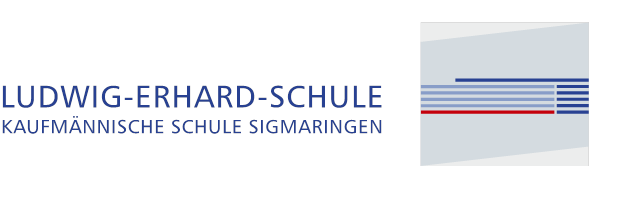 LUDWIG-ERHARD-SCHULE
KAUFMÄNNISCHE SCHULE SIGMARINGEN